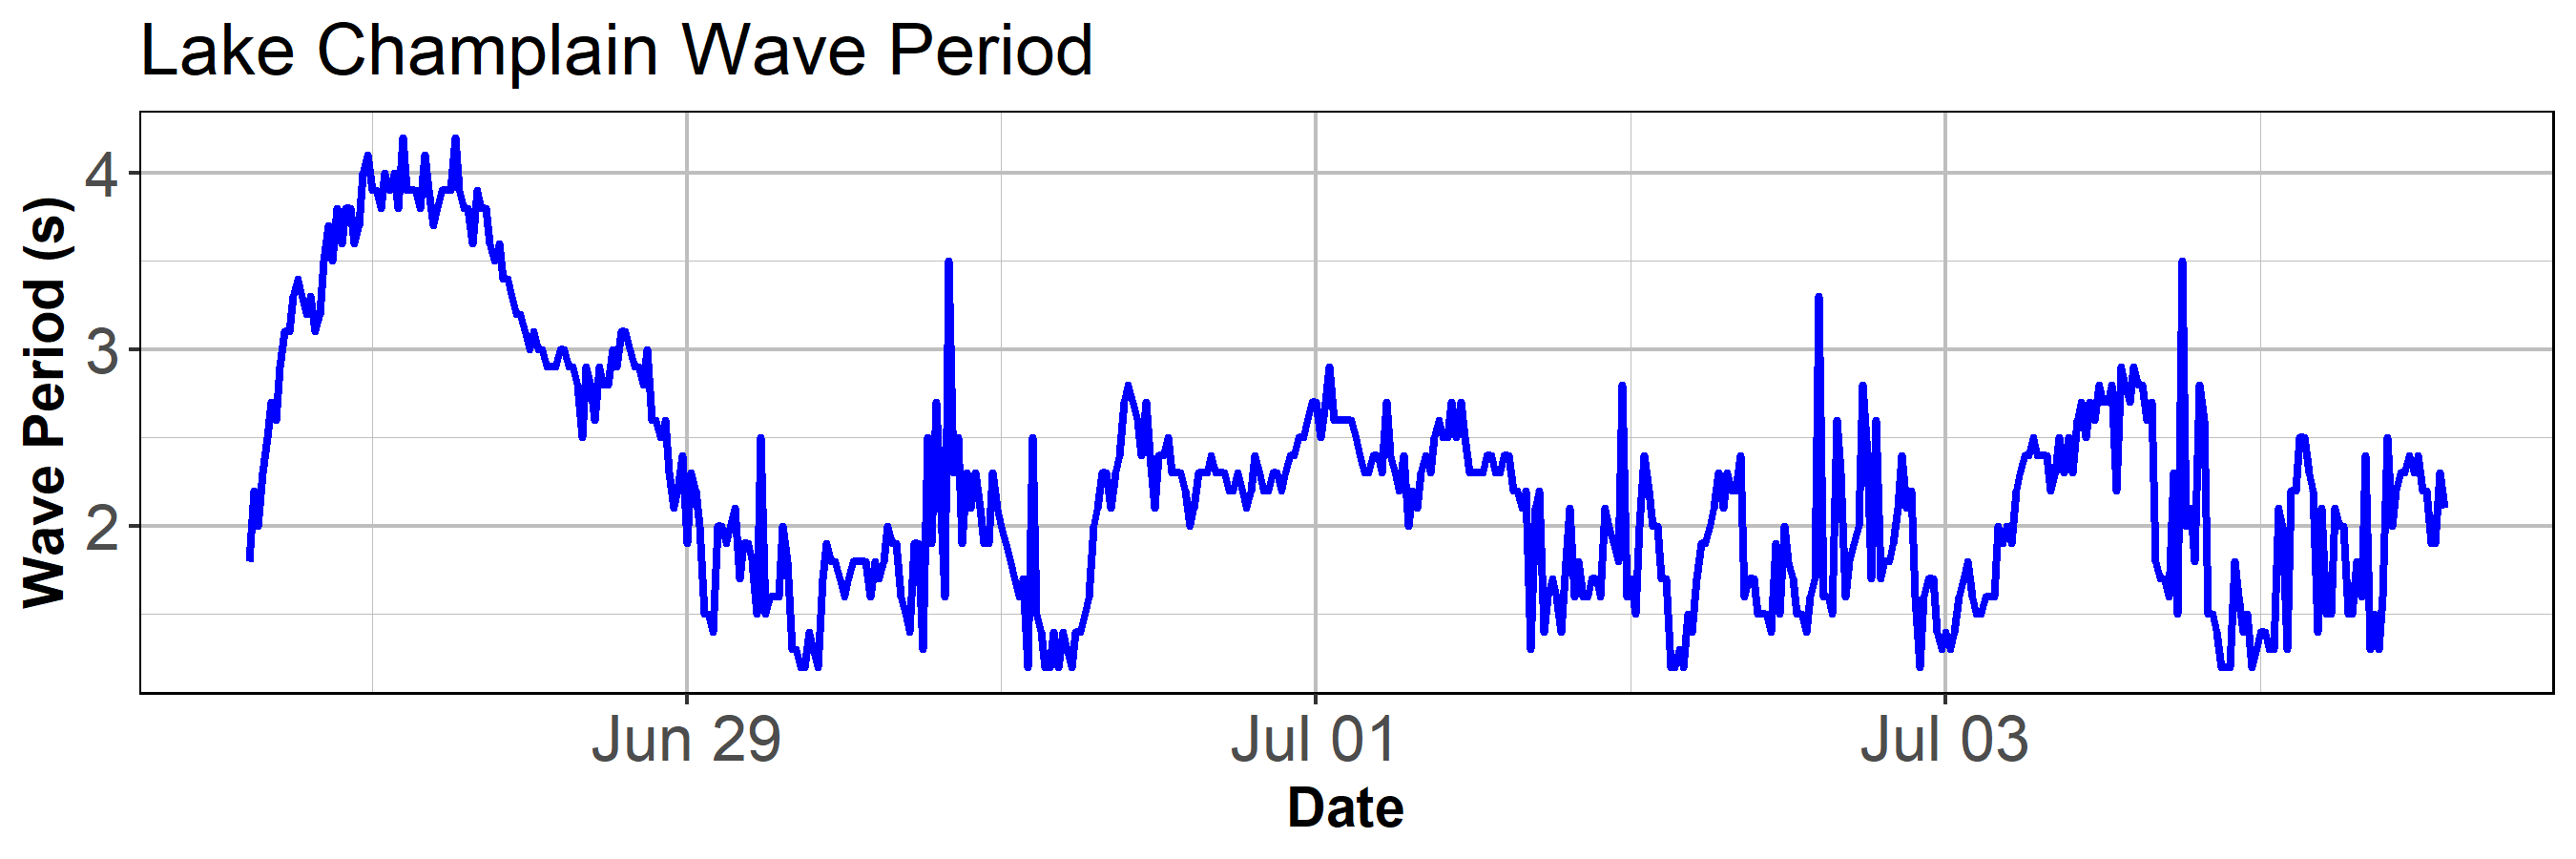 Lake Champlain Wave Period
Wave Period (s)
4
3
2
Jun 29
Jul 01
Jul 03
Date